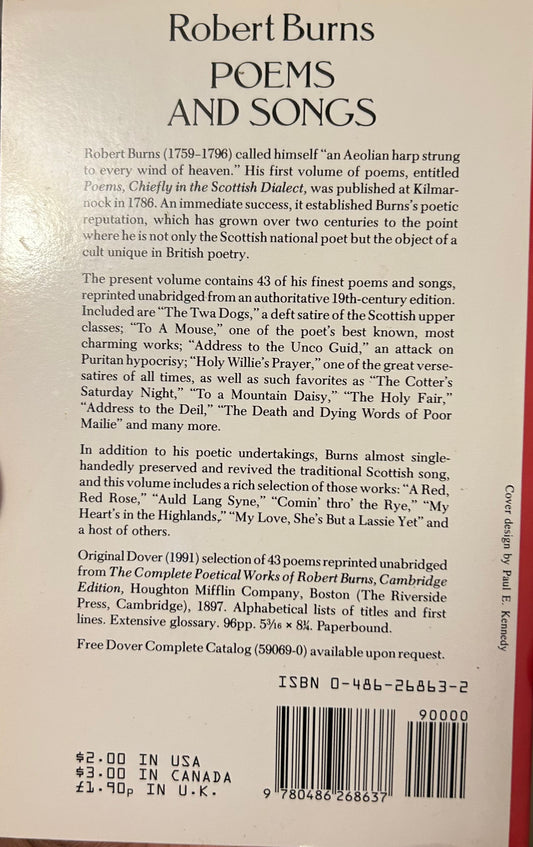 Robert Burns
POEMS
AND SONGS
Robert Burns (1759–1796) called himself “an Aeolian harp strung
to every wind of heaven.” His first volume of poems, entitled
Poems, Chiefly in the Scottish Dialect, was published at Kilmar-
nock in 1786. An immediate success, it established Burns’s poetic
reputation, which has grown over two centuries to the point
where he is not only the Scottish national poet but the object of a
cult unique in British poetry.
The present volume contains 43 of his finest poems and songs,
reprinted unabridged from an authoritative 19th-century edition.
Included are “The Twa Dogs,” a deft satire of the Scottish upper
classes; “To A Mouse,” one of the poet’s best known, most
charming works; “Address to the Unco Guid,” an attack on
Puritan hypocrisy; “Holy Willie’s Prayer,” one of the great verse-
satires of all times, as well as such favorites as “The Cotter’s
Saturday Night,” “To a Mountain Daisy,” “The Holy Fair,”
“Address to the Deil,” “The Death and Dying Words of Poor
Mailie” and many more.
In addition to his poetic undertakings, Burns almost single-
handedly preserved and revived the traditional Scottish song,
and this volume includes a rich selection of those works: “A Red,
Red Rose,” “Auld Lang Syne,” “Comin’ thro’ the Rye,” “My
Heart’s in the Highlands,” “My Love, She’s But a Lassie Yet” and
a host of others.
Original Dover (1991) selection of 43 poems reprinted unabridged
from The Complete Poetical Works of Robert Burns, Cambridge
Edition, Houghton Mifflin Company, Boston (The Riverside
Press, Cambridge), 1897. Alphabetical lists of titles and first
lines. Extensive glossary. 96pp. 5³⁄₁₆ × 8¼. Paperbound.
Free Dover Complete Catalog (59069-0) available upon request.
Cover design by Paul E. Kennedy
ISBN 0-486-26863-2
90000
$2.00 IN USA
$3.00 IN CANADA
£1.90p IN U.K.
9 780486 268637